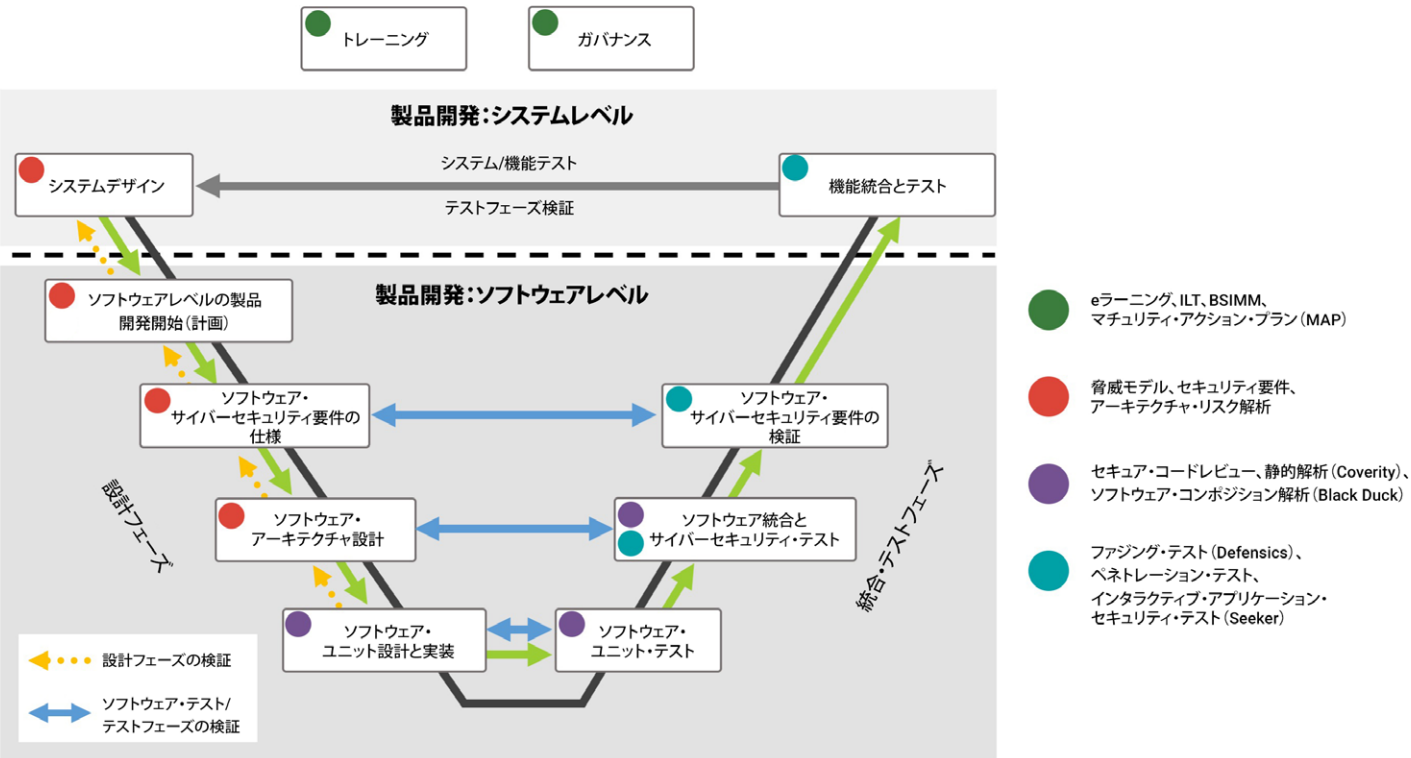 トレーニング
ガバナンス
製品開発：システムレベル
システムデザイン
システム/機能テスト
テストフェーズ検証
機能統合とテスト
ソフトウェアレベルの製品
開発開始（計画）
製品開発：ソフトウェアレベル
ソフトウェア・
サイバーセキュリティ要件の
仕様
ソフトウェア・
サイバーセキュリティ要件の
検証
設計フェーズ
ソフトウェア・
アーキテクチャ設計
ソフトウェア統合と
サイバーセキュリティ・テスト
統合・テストフェーズ
ソフトウェア・
ユニット設計と実装
ソフトウェア・
ユニット・テスト
設計フェーズの検証
ソフトウェア・テスト/
テストフェーズの検証
eラーニング、ILT、BSIMM、
マチュリティ・アクション・プラン（MAP）
脅威モデル、セキュリティ要件、
アーキテクチャ・リスク解析
セキュア・コードレビュー、静的解析（Coverity）、
ソフトウェア・コンポジション解析（Black Duck）
ファジング・テスト（Defensics）、
ペネトレーション・テスト、
インタラクティブ・アプリケーション・
セキュリティ・テスト（Seeker）